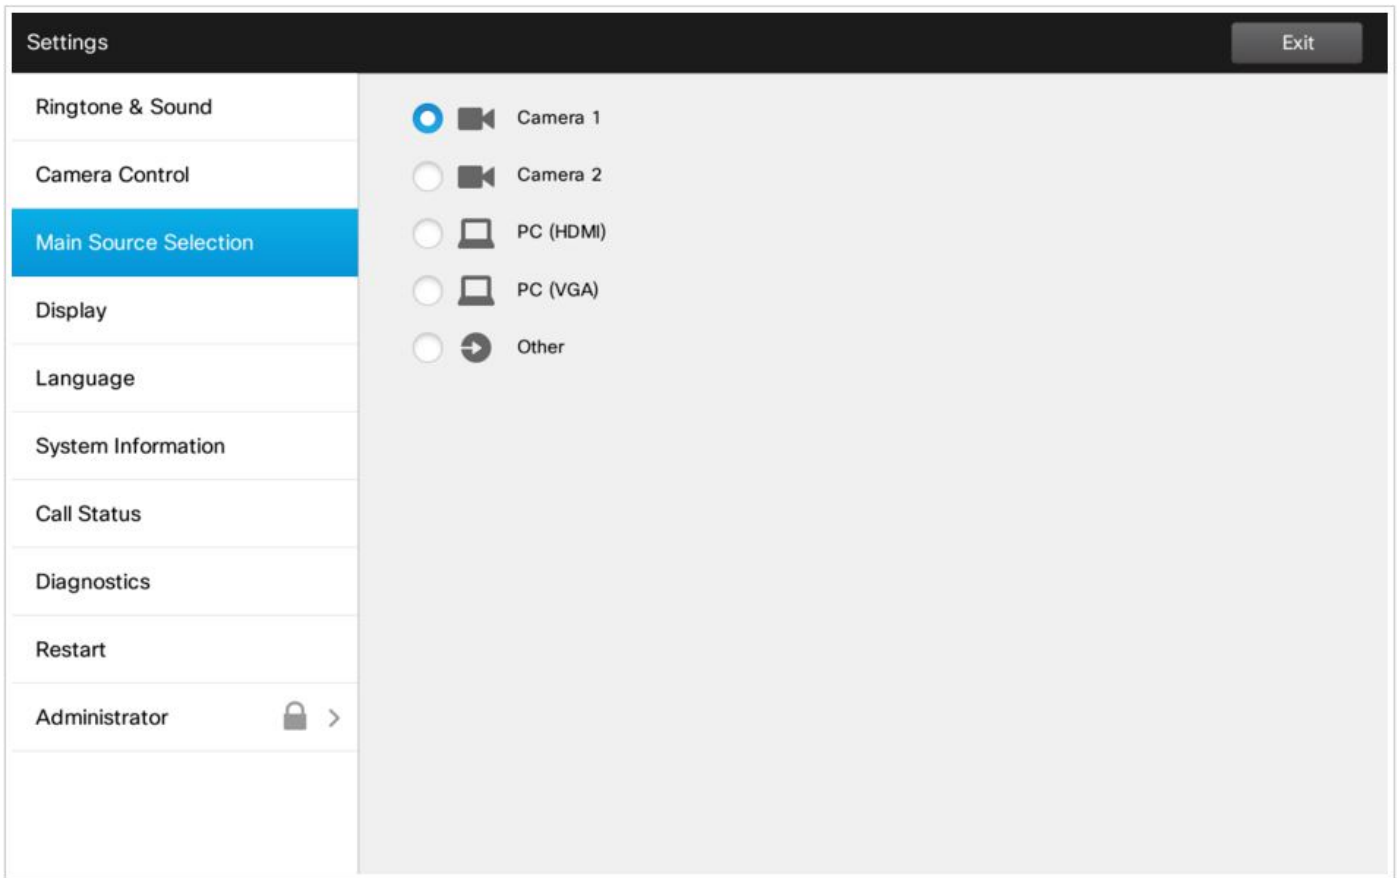 Settings
Exit
Ringtone & Sound
Camera Control
Main Source Selection
Display
Language
System Information
Call Status
Diagnostics
Restart
Administrator
Camera 1
Camera 2
PC (HDMI)
PC (VGA)
Other